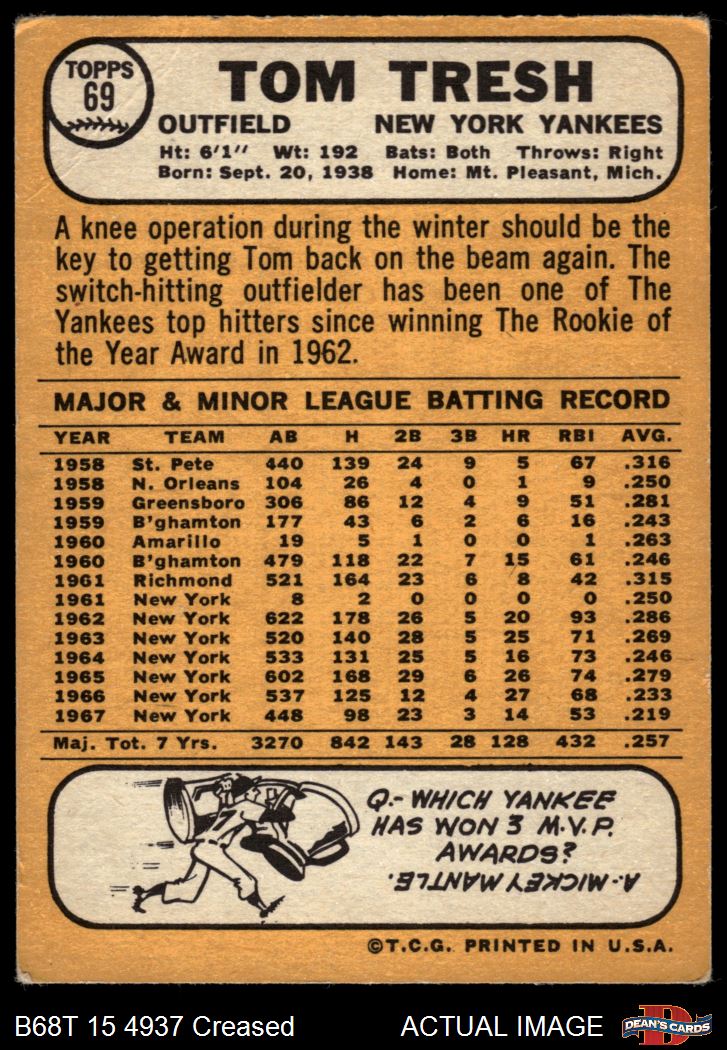 TOPPS
69
TOM TRESH
OUTFIELD NEW YORK YANKEES
Ht: 6'1" Wt: 192 Bats: Both Throws: Right
Born: Sept. 20, 1938 Home: Mt. Pleasant, Mich.
A knee operation during the winter should be the
key to getting Tom back on the beam again. The
switch-hitting outfielder has been one of The
Yankees top hitters since winning The Rookie of
the Year Award in 1962.
MAJOR & MINOR LEAGUE BATTING RECORD
YEAR TEAM AB H 2B 3B HR RBI AVG.
1958 St. Pete 440 139 24 9 5 67 .316
1958 N. Orleans 104 26 4 0 1 9 .250
1959 Greensboro 306 86 12 4 9 51 .281
1959 B'ghamton 177 43 6 2 6 16 .243
1960 Amarillo 19 5 1 0 0 1 .263
1960 B'ghamton 479 118 22 7 15 61 .246
1961 Richmond 521 164 23 6 8 42 .315
1961 New York 8 2 0 0 0 0 .250
1962 New York 622 178 26 5 20 93 .286
1963 New York 520 140 28 5 25 71 .269
1964 New York 533 131 25 5 16 73 .246
1965 New York 602 168 29 6 26 74 .279
1966 New York 537 125 12 4 27 68 .233
1967 New York 448 98 23 3 14 53 .219
Maj. Tot. 7 Yrs. 3270 842 143 28 128 432 .257
Q.- WHICH YANKEE
HAS WON 3 M.V.P.
AWARDS?
A.- MICKEY MANTLE.
©T.C.G. PRINTED IN U.S.A.
B68T 15 4937 Creased ACTUAL IMAGE
D
DEAN'S CARDS